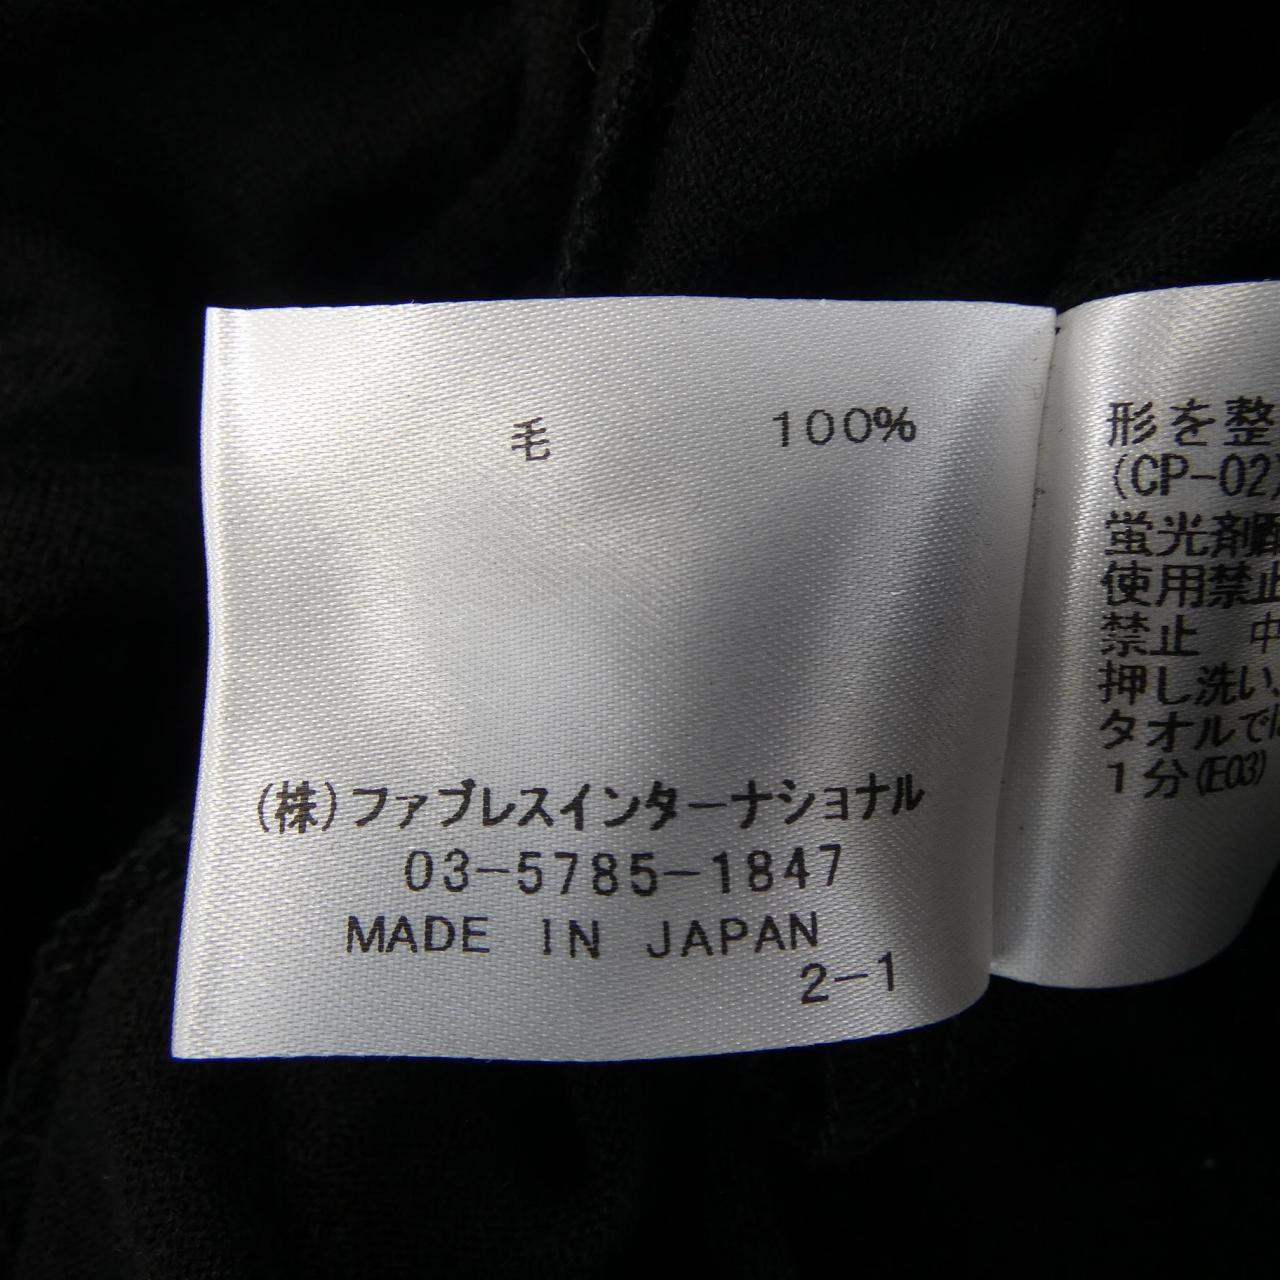 毛 100%
(株)ファブレスインターナショナル
03-5785-1847
MADE IN JAPAN
2-1
形を整
(CP-02)
蛍光剤配
使用禁止
禁止 中
押し洗い、
タオルで
1分(E03)